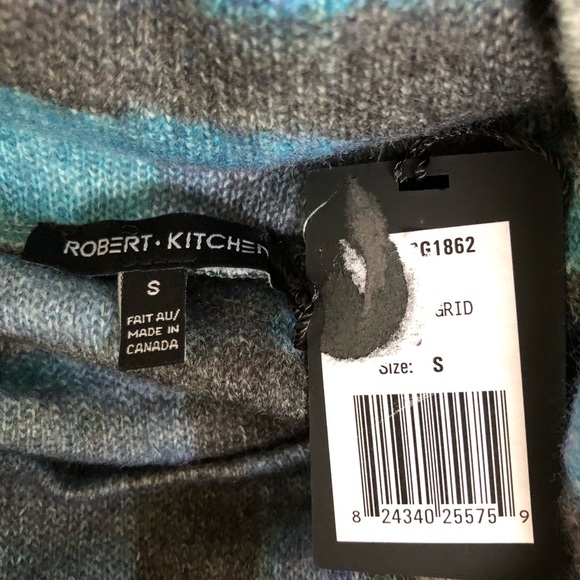 ROBERT·KITCHEN
S
FAIT AU/
MADE IN
CANADA
G1862
GRID
Size: S
8 24340 25575 9